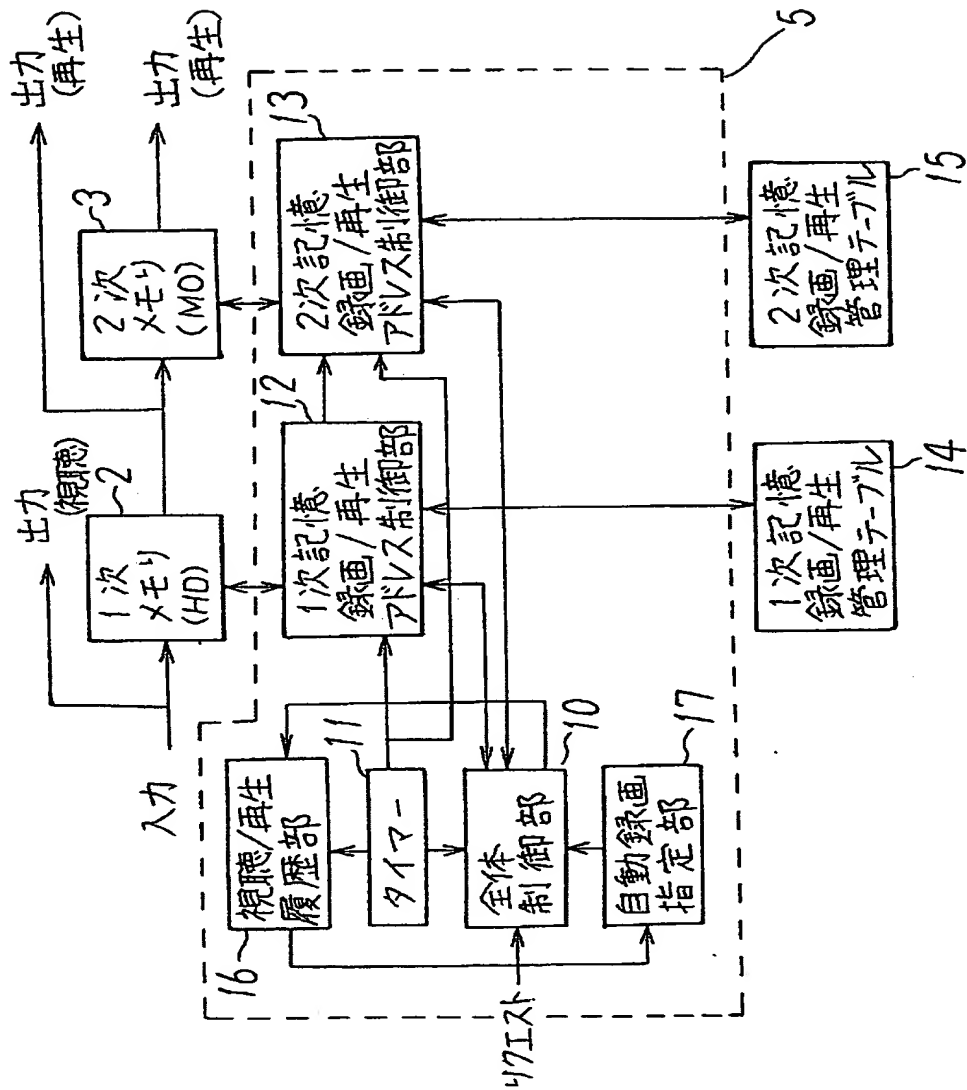 出力
(再生)
出力
(再生)
出力
(視聴)
入力
2
1次
メモリ
(HD)
3
2次
メモリ
(MO)
5
16
視聴/再生
履歴部
11
タイマー
10
全体
制御部
17
自動録画
指定部
リクエスト
12
1次記憶
録画/再生
アドレス制御部
13
2次記憶
録画/再生
アドレス制御部
14
1次記憶
録画/再生
管理テーブル
15
2次記憶
録画/再生
管理テーブル